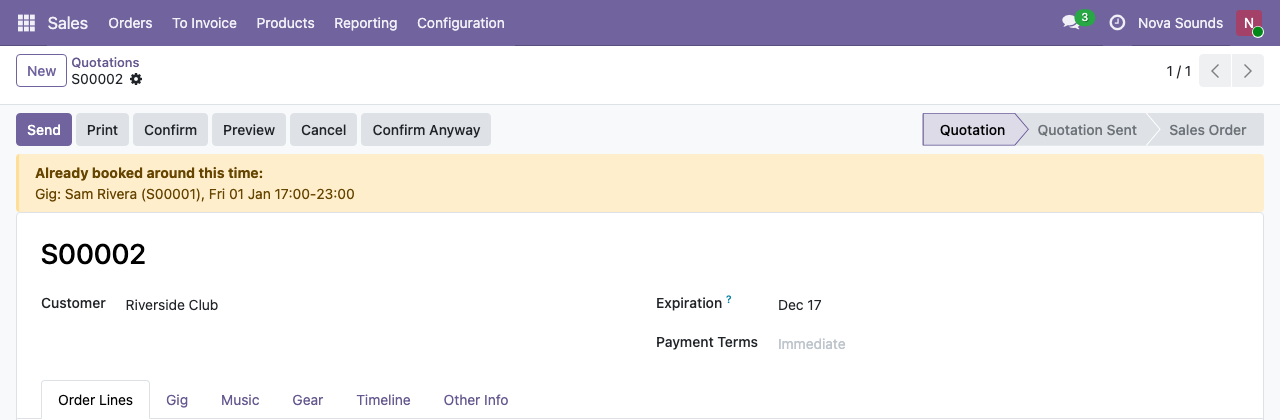 Sales Orders To Invoice Products Reporting Configuration 3 Nova Sounds N
New Quotations
S00002 1 / 1
Send Print Confirm Preview Cancel Confirm Anyway Quotation Quotation Sent Sales Order
Already booked around this time:
Gig: Sam Rivera (S00001), Fri 01 Jan 17:00-23:00
S00002
Customer Riverside Club Expiration ? Dec 17
Payment Terms Immediate
Order Lines Gig Music Gear Timeline Other Info